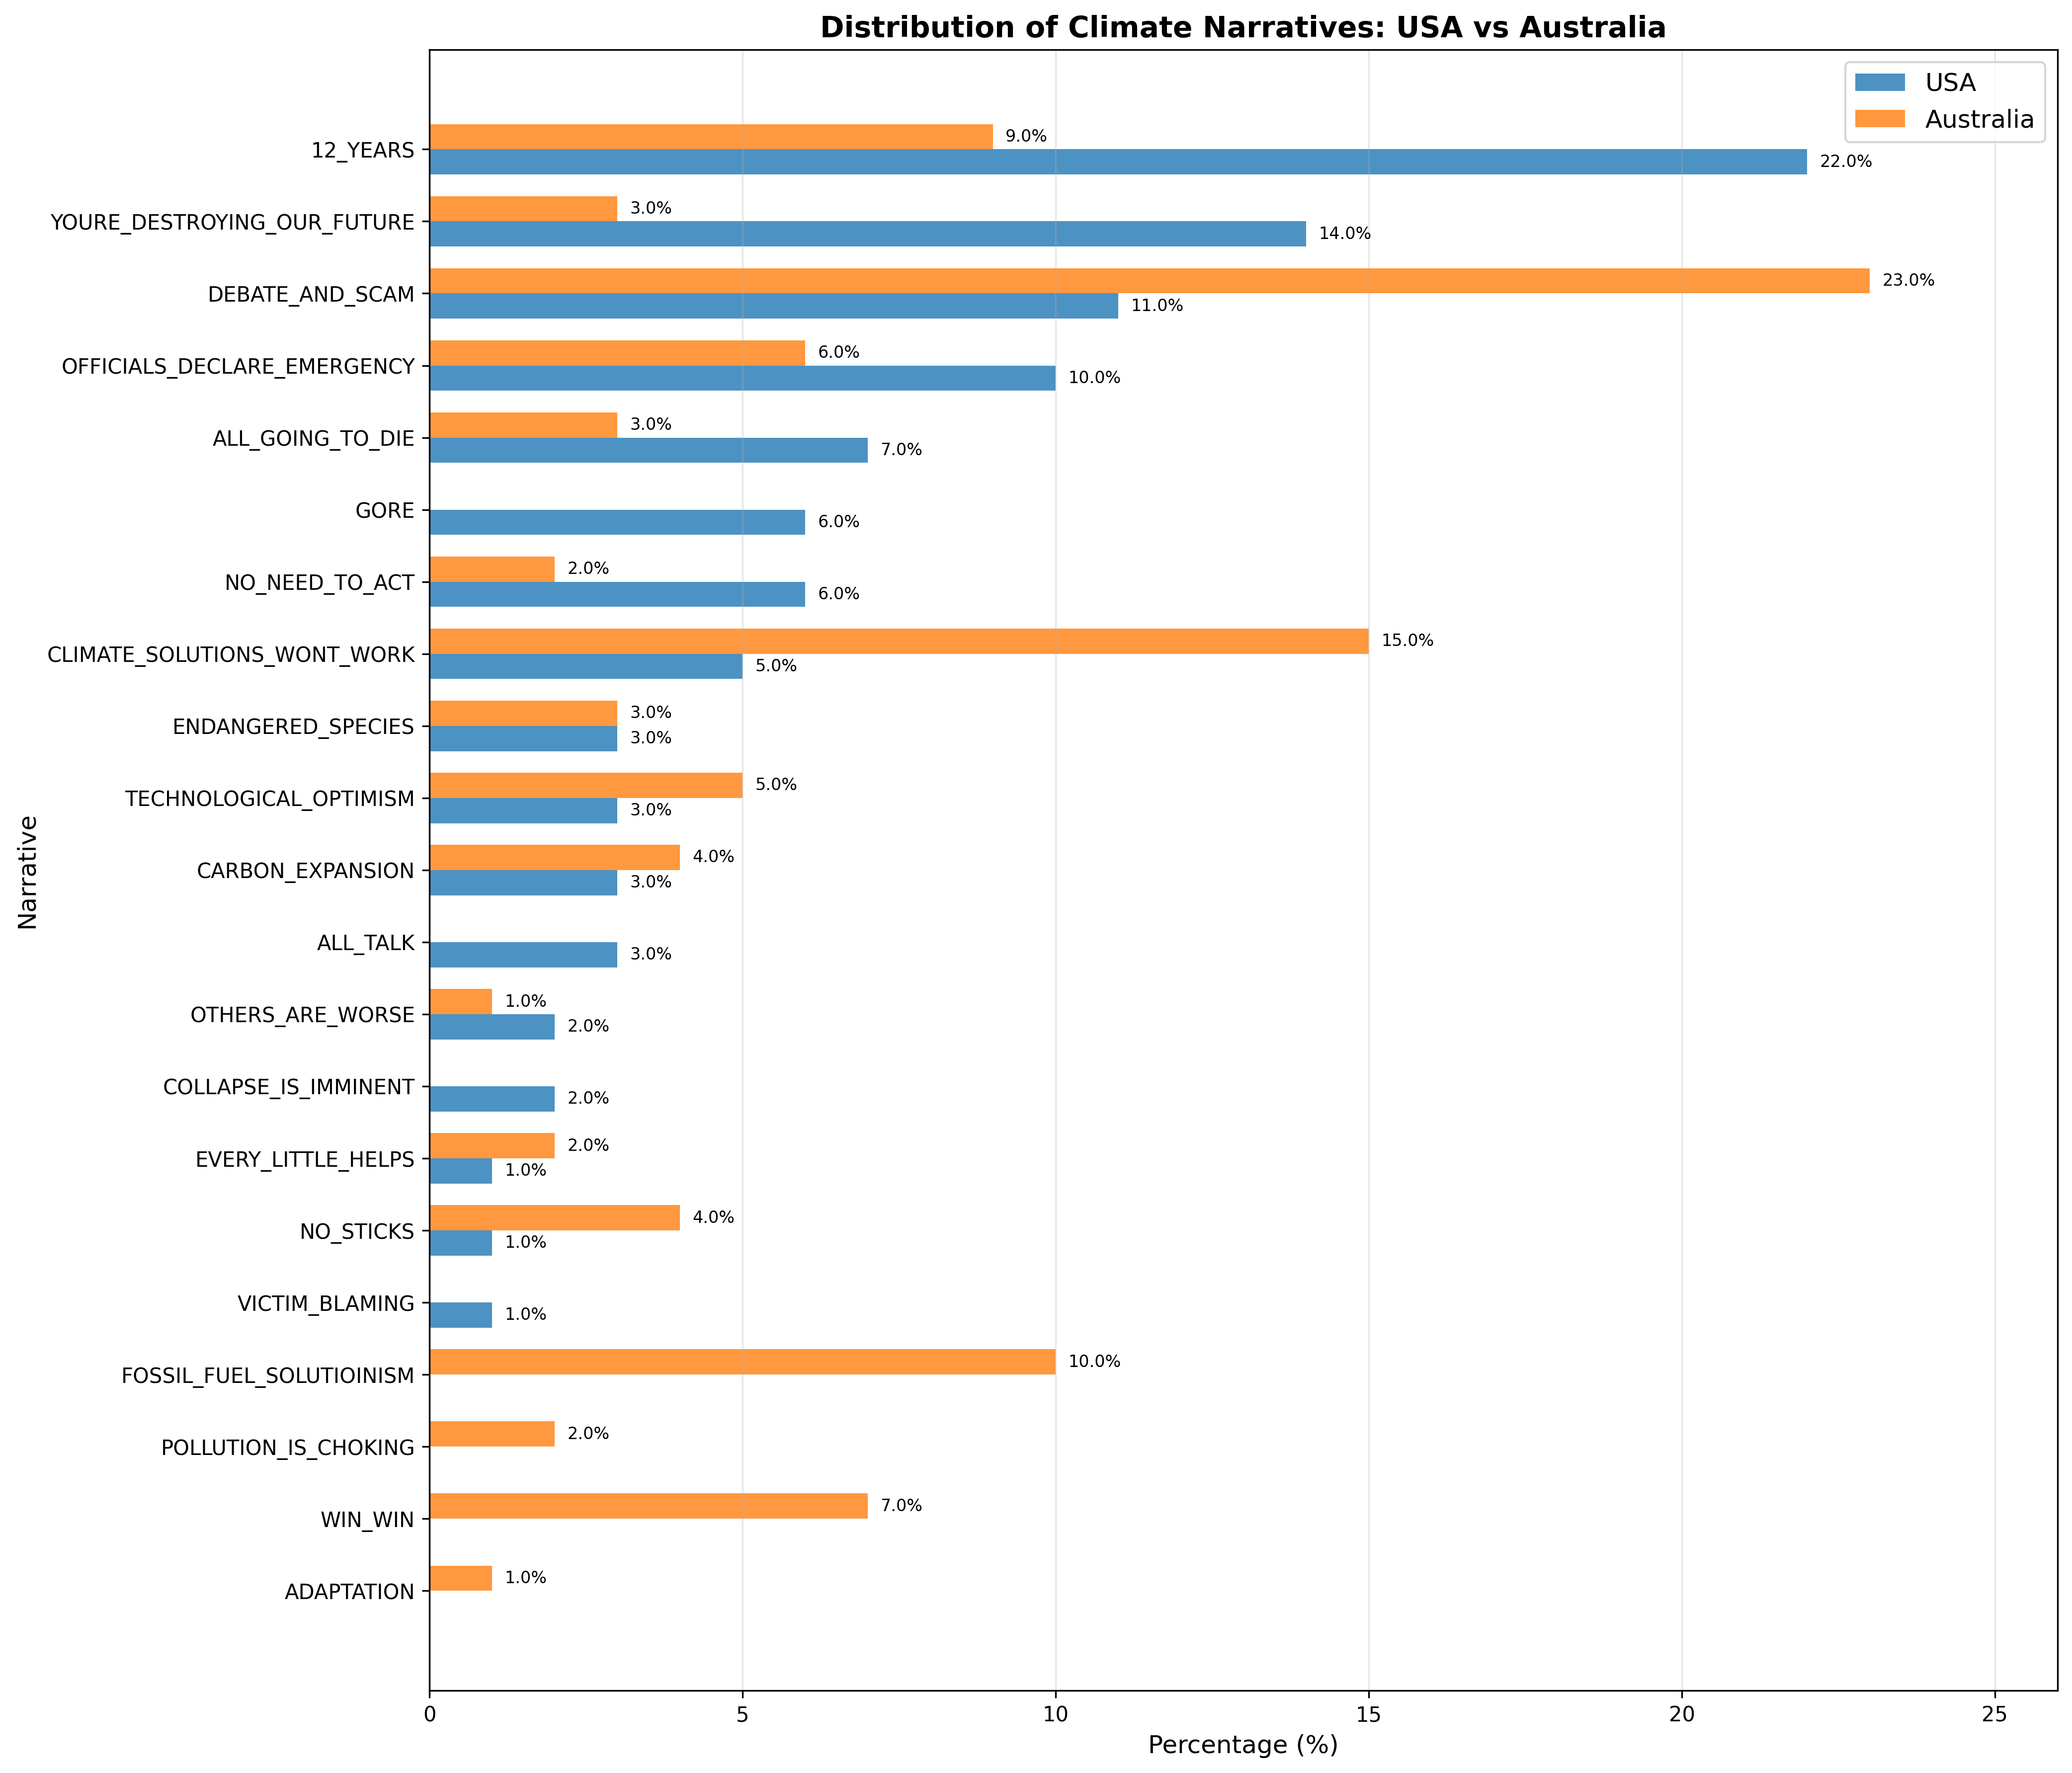 Distribution of Climate Narratives: USA vs Australia
USA
Australia
12_YEARS
9.0%
22.0%
YOURE_DESTROYING_OUR_FUTURE
3.0%
14.0%
DEBATE_AND_SCAM
23.0%
11.0%
OFFICIALS_DECLARE_EMERGENCY
6.0%
10.0%
ALL_GOING_TO_DIE
3.0%
7.0%
GORE
6.0%
NO_NEED_TO_ACT
2.0%
6.0%
CLIMATE_SOLUTIONS_WONT_WORK
15.0%
5.0%
ENDANGERED_SPECIES
3.0%
3.0%
TECHNOLOGICAL_OPTIMISM
5.0%
3.0%
CARBON_EXPANSION
4.0%
3.0%
ALL_TALK
3.0%
OTHERS_ARE_WORSE
1.0%
2.0%
COLLAPSE_IS_IMMINENT
2.0%
EVERY_LITTLE_HELPS
2.0%
1.0%
NO_STICKS
4.0%
1.0%
VICTIM_BLAMING
1.0%
FOSSIL_FUEL_SOLUTIOINISM
10.0%
POLLUTION_IS_CHOKING
2.0%
WIN_WIN
7.0%
ADAPTATION
1.0%
Narrative
0 5 10 15 20 25
Percentage (%)